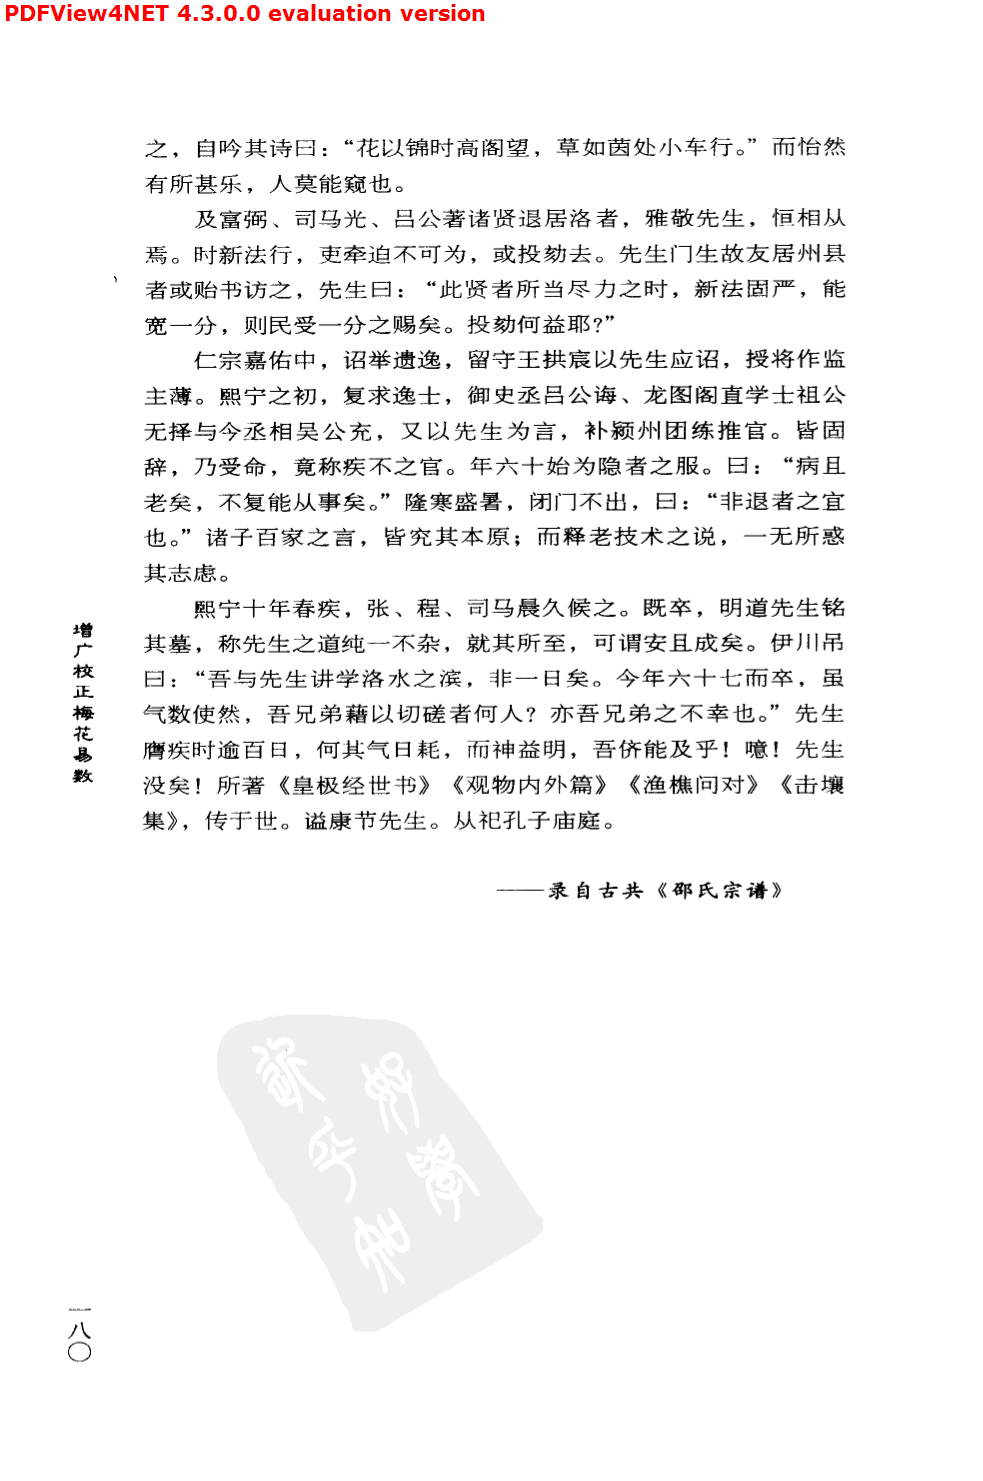 PDFView4NET 4.3.0.0 evaluation version
之，自吟其诗曰：“花以锦时高阁望，草如茵处小车行。”而怡然
有所甚乐，人莫能窥也。
及富弼、司马光、吕公著诸贤退居洛者，雅敬先生，恒相从
焉。时新法行，吏牵迫不可为，或投劾去。先生门生故友居州县
者或贻书访之，先生曰：“此贤者所当尽力之时，新法固严，能
宽一分，则民受一分之赐矣。投劾何益耶?”
仁宗嘉佑中，诏举遗逸，留守王拱宸以先生应诏，授将作监
主薄。熙宁之初，复求逸士，御史丞吕公诲、龙图阁直学士祖公
无择与今丞相吴公充，又以先生为言，补颍州团练推官。皆固
辞，乃受命，竟称疾不之官。年六十始为隐者之服。曰：“病且
老矣，不复能从事矣。”隆寒盛暑，闭门不出，曰：“非退者之宜
也。”诸子百家之言，皆究其本原；而释老技术之说，一无所惑
其志虑。
熙宁十年春疾，张、程、司马晨久候之。既卒，明道先生铭
其墓，称先生之道纯一不杂，就其所至，可谓安且成矣。伊川吊
曰：“吾与先生讲学洛水之滨，非一日矣。今年六十七而卒，虽
气数使然，吾兄弟藉以切磋者何人？亦吾兄弟之不幸也。”先生
膺疾时逾百日，何其气日耗，而神益明，吾侪能及乎！噫！先生
没矣！所著《皇极经世书》《观物内外篇》《渔樵问对》《击壤
集》，传于世。谥康节先生。从祀孔子庙庭。
——录自古共《邵氏宗谱》
增广校正梅花易数
一八〇